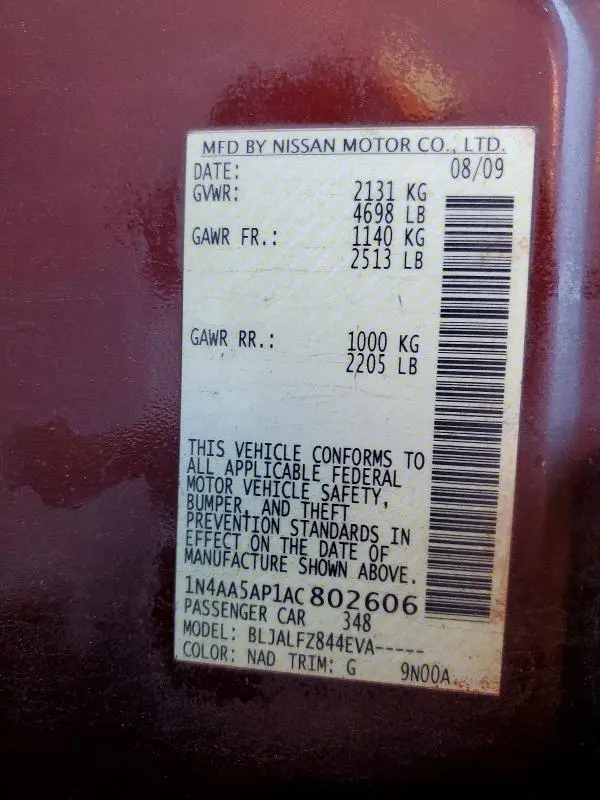 MFD BY NISSAN MOTOR CO., LTD.
DATE: 08/09
GVWR: 2131 KG
4698 LB
GAWR FR.: 1140 KG
2513 LB
GAWR RR.: 1000 KG
2205 LB
THIS VEHICLE CONFORMS TO
ALL APPLICABLE FEDERAL
MOTOR VEHICLE SAFETY,
BUMPER, AND THEFT
PREVENTION STANDARDS IN
EFFECT ON THE DATE OF
MANUFACTURE SHOWN ABOVE.
1N4AA5AP1AC802606
PASSENGER CAR 348
MODEL: BLJALFZ844EVA-----
COLOR: NAD TRIM: G 9N00A